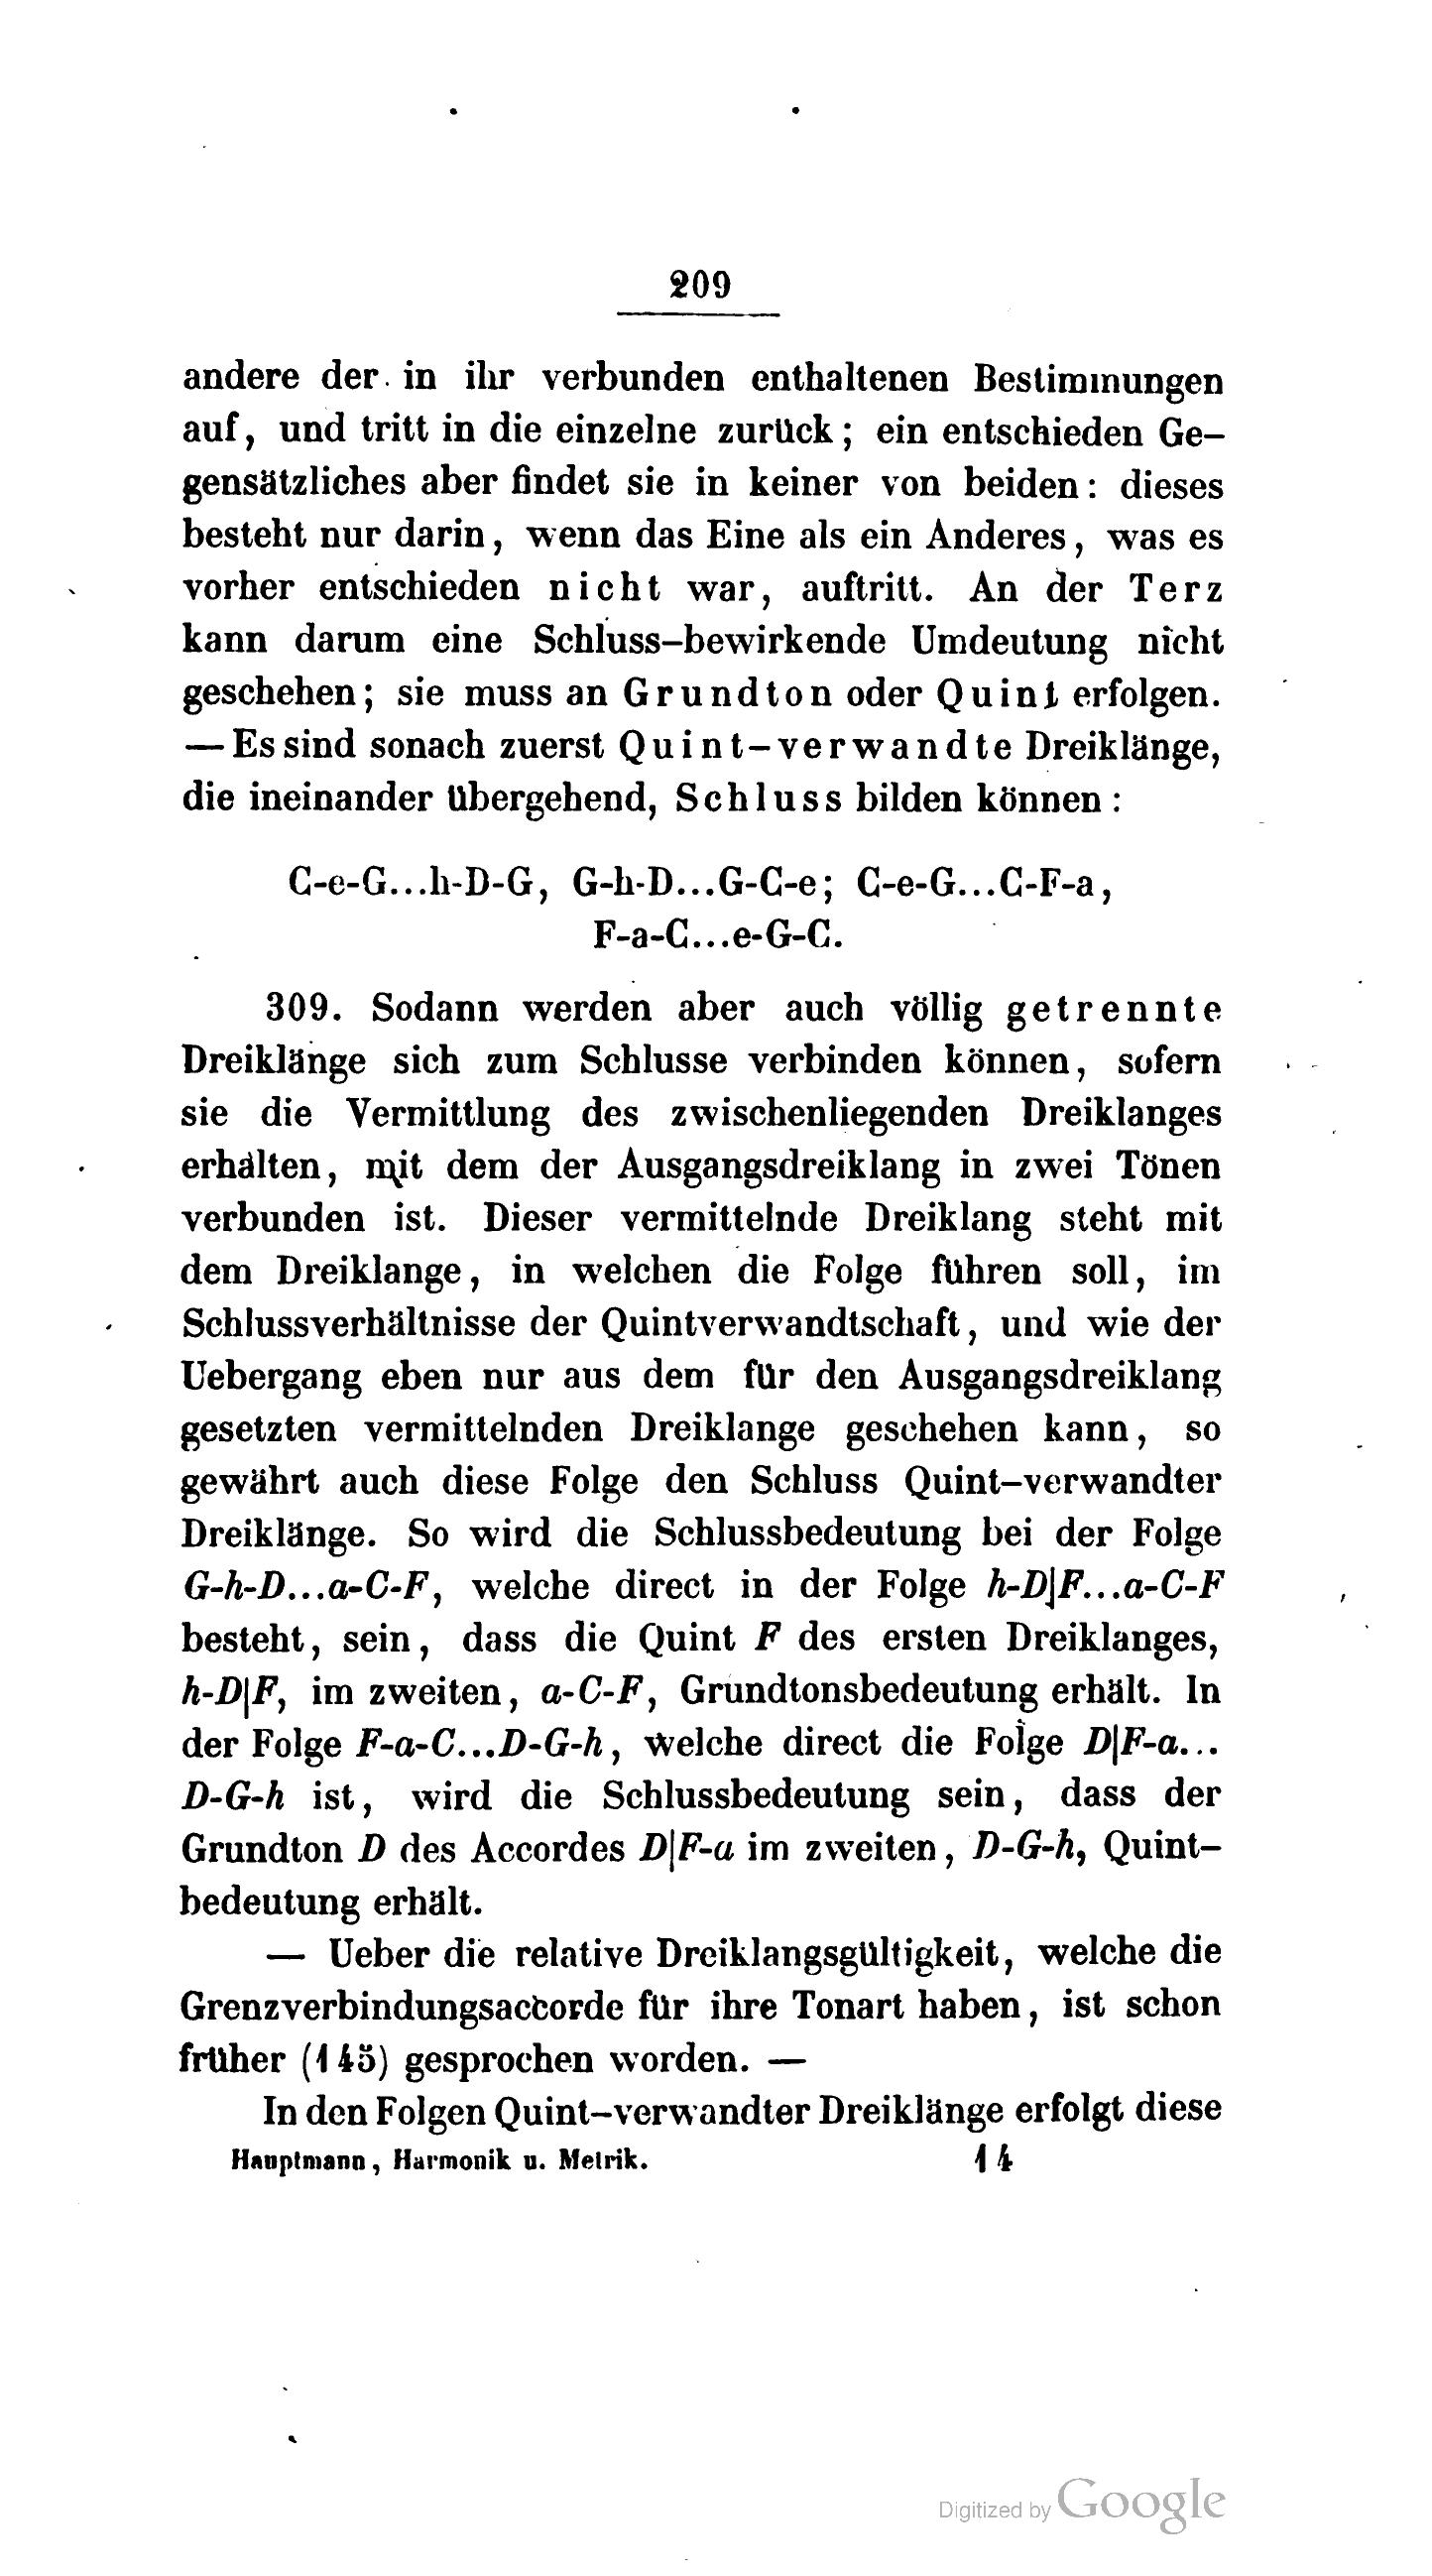 209
andere der in ihr verbunden enthaltenen Bestimmungen
auf, und tritt in die einzelne zurück; ein entschieden Ge-
gensätzliches aber findet sie in keiner von beiden: dieses
besteht nur darin, wenn das Eine als ein Anderes, was es
vorher entschieden nicht war, auftritt. An der Terz
kann darum eine Schluss-bewirkende Umdeutung nicht
geschehen; sie muss an Grundton oder Quint erfolgen.
— Es sind sonach zuerst Quint-verwandte Dreiklänge,
die ineinander übergehend, Schluss bilden können:
C-e-G...h-D-G, G-h-D...G-C-e; C-e-G...C-F-a,
F-a-C...e-G-C.
309. Sodann werden aber auch völlig getrennte
Dreiklänge sich zum Schlusse verbinden können, sofern
sie die Vermittlung des zwischenliegenden Dreiklanges
erhalten, mit dem der Ausgangsdreiklang in zwei Tönen
verbunden ist. Dieser vermittelnde Dreiklang steht mit
dem Dreiklange, in welchen die Folge führen soll, im
Schlussverhältnisse der Quintverwandtschaft, und wie der
Uebergang eben nur aus dem für den Ausgangsdreiklang
gesetzten vermittelnden Dreiklange geschehen kann, so
gewährt auch diese Folge den Schluss Quint-verwandter
Dreiklänge. So wird die Schlussbedeutung bei der Folge
G-h-D...a-C-F, welche direct in der Folge h-D|F...a-C-F
besteht, sein, dass die Quint F des ersten Dreiklanges,
h-D|F, im zweiten, a-C-F, Grundtonsbedeutung erhält. In
der Folge F-a-C...D-G-h, welche direct die Folge D|F-a...
D-G-h ist, wird die Schlussbedeutung sein, dass der
Grundton D des Accordes D|F-a im zweiten, D-G-h, Quint-
bedeutung erhält.
— Ueber die relative Dreiklangsgültigkeit, welche die
Grenzverbindungsaccorde für ihre Tonart haben, ist schon
früher (145) gesprochen worden. —
In den Folgen Quint-verwandter Dreiklänge erfolgt diese
Hauptmann, Harmonik u. Metrik. 14
Digitized by Google